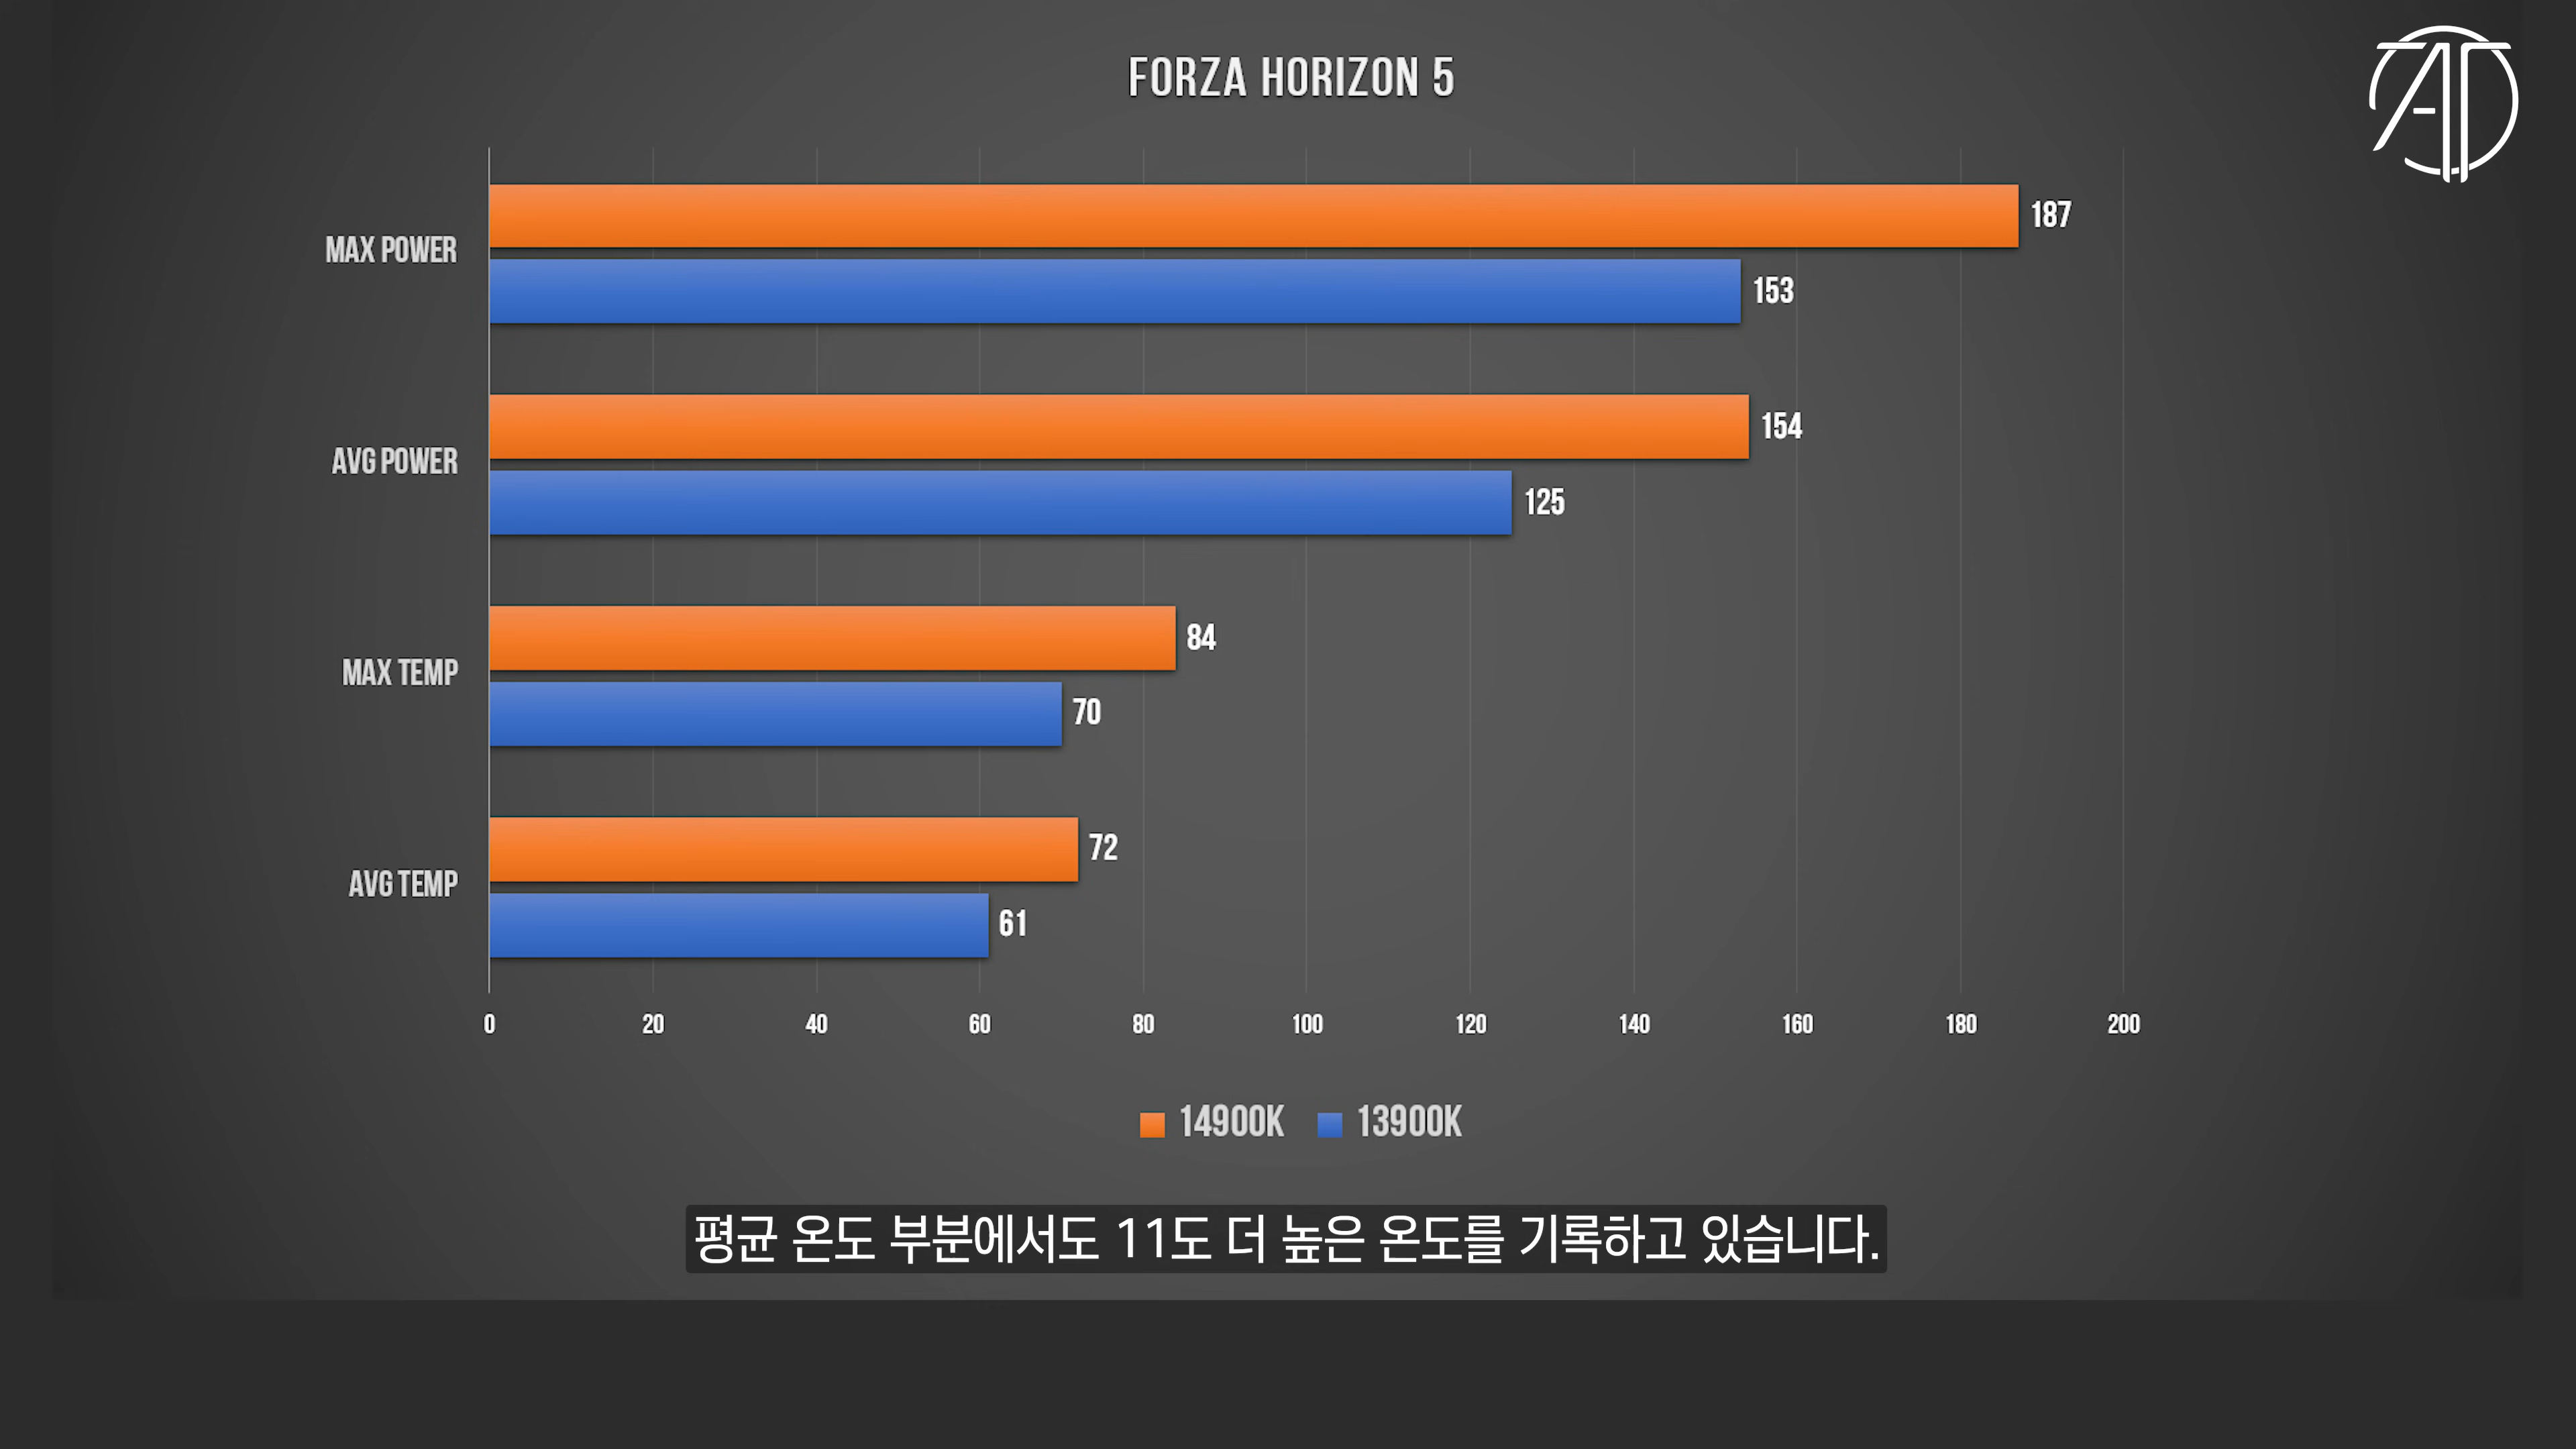 FORZA HORIZON 5
MAX POWER
187
153
AVG POWER
154
125
MAX TEMP
84
70
AVG TEMP
72
61
0 20 40 60 80 100 120 140 160 180 200
14900K 13900K
평균 온도 부분에서도 11도 더 높은 온도를 기록하고 있습니다.